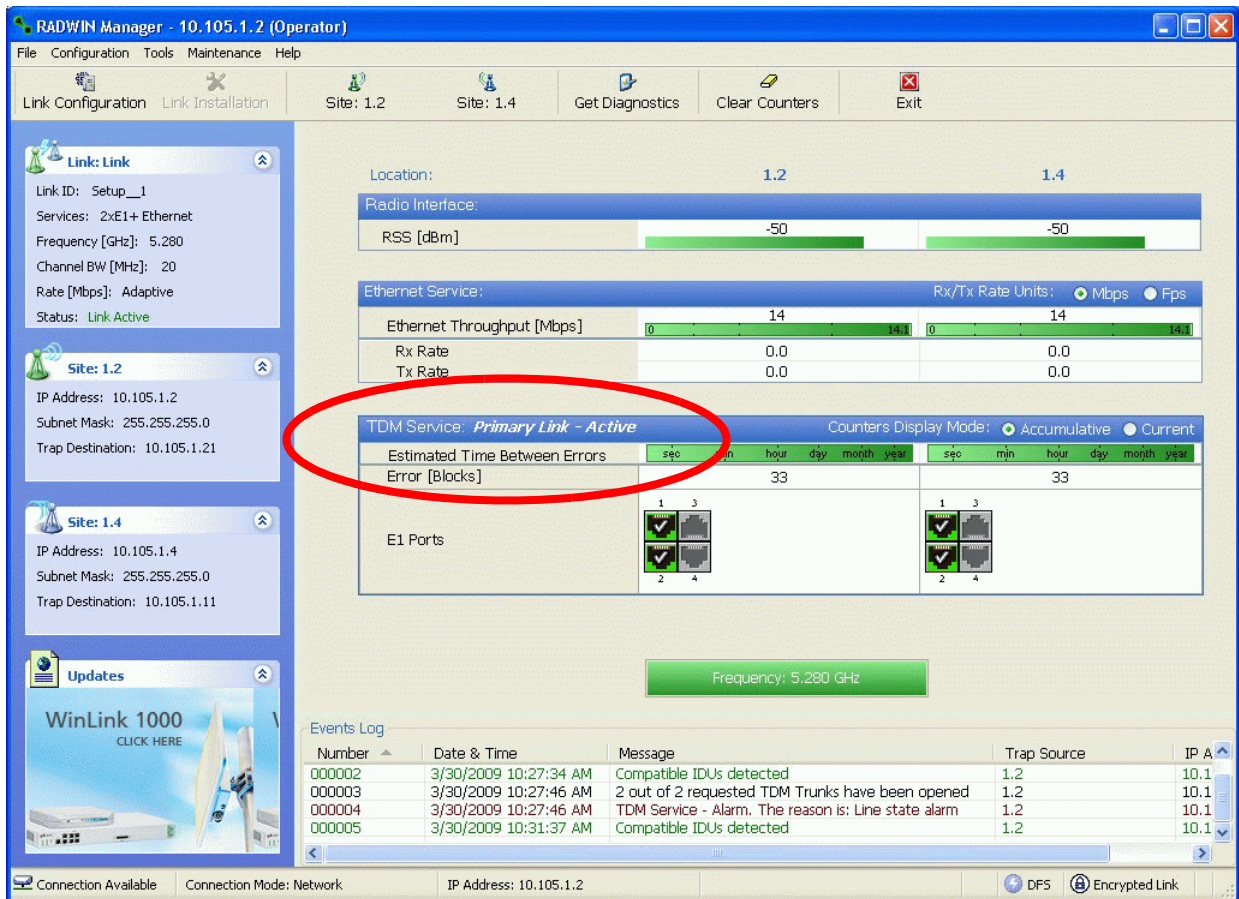 RADWIN Manager - 10.105.1.2 (Operator)
File Configuration Tools Maintenance Help
Link Configuration Link Installation Site: 1.2 Site: 1.4 Get Diagnostics Clear Counters Exit
Link: Link
Link ID: Setup__1
Services: 2xE1+ Ethernet
Frequency [GHz]: 5.280
Channel BW [MHz]: 20
Rate [Mbps]: Adaptive
Status: Link Active
Site: 1.2
IP Address: 10.105.1.2
Subnet Mask: 255.255.255.0
Trap Destination: 10.105.1.21
Site: 1.4
IP Address: 10.105.1.4
Subnet Mask: 255.255.255.0
Trap Destination: 10.105.1.11
Updates
WinLink 1000
CLICK HERE
Location: 1.2 1.4
Radio Interface:
RSS [dBm] -50 -50
Ethernet Service: Rx/Tx Rate Units: Mbps Fps
Ethernet Throughput [Mbps] 14 14
0 14.1 0 14.1
Rx Rate 0.0 0.0
Tx Rate 0.0 0.0
TDM Service: Primary Link - Active Counters Display Mode: Accumulative Current
Estimated Time Between Errors sec min hour day month year sec min hour day month year
Error [Blocks] 33 33
1 3 1 3
E1 Ports
2 4 2 4
Frequency: 5.280 GHz
Events Log
Number Date & Time Message Trap Source IP A
000002 3/30/2009 10:27:34 AM Compatible IDUs detected 1.2 10.1
000003 3/30/2009 10:27:46 AM 2 out of 2 requested TDM Trunks have been opened 1.2 10.1
000004 3/30/2009 10:27:46 AM TDM Service - Alarm. The reason is: Line state alarm 1.2 10.1
000005 3/30/2009 10:31:37 AM Compatible IDUs detected 1.2 10.1
Connection Available Connection Mode: Network IP Address: 10.105.1.2 DFS Encrypted Link